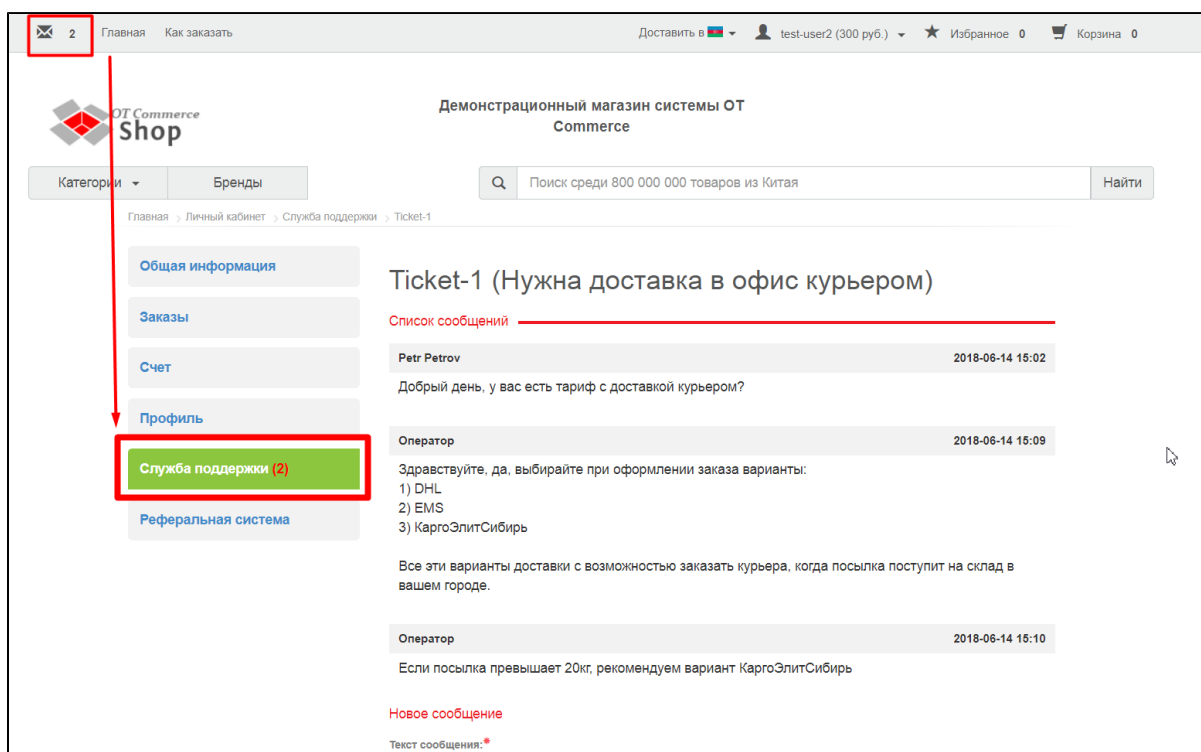 2 Главная Как заказать Доставить в test-user2 (300 руб.) Избранное 0 Корзина 0
OT Commerce
Shop
Демонстрационный магазин системы ОТ
Commerce
Категории Бренды Поиск среди 800 000 000 товаров из Китая Найти
Главная > Личный кабинет > Служба поддержки > Ticket-1
Общая информация
Заказы
Счет
Профиль
Служба поддержки (2)
Реферальная система
Ticket-1 (Нужна доставка в офис курьером)
Список сообщений
Petr Petrov 2018-06-14 15:02
Добрый день, у вас есть тариф с доставкой курьером?
Оператор 2018-06-14 15:09
Здравствуйте, да, выбирайте при оформлении заказа варианты:
1) DHL
2) EMS
3) КаргоЭлитСибирь
Все эти варианты доставки с возможностью заказать курьера, когда посылка поступит на склад в
вашем городе.
Оператор 2018-06-14 15:10
Если посылка превышает 20кг, рекомендуем вариант КаргоЭлитСибирь
Новое сообщение
Текст сообщения:*